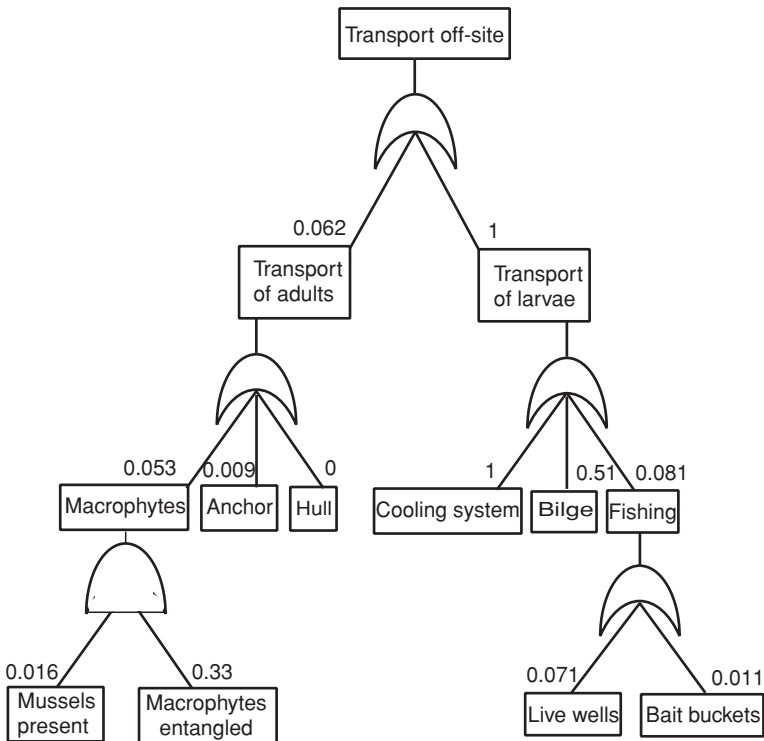 Transport off-site
0.062
1
Transport
of adults
Transport
of larvae
0.053
0.009
0
1
0.51
0.081
Macrophytes
Anchor
Hull
Cooling system
Bilge
Fishing
0.016
0.33
0.071
0.011
Mussels
present
Macrophytes
entangled
Live wells
Bait buckets